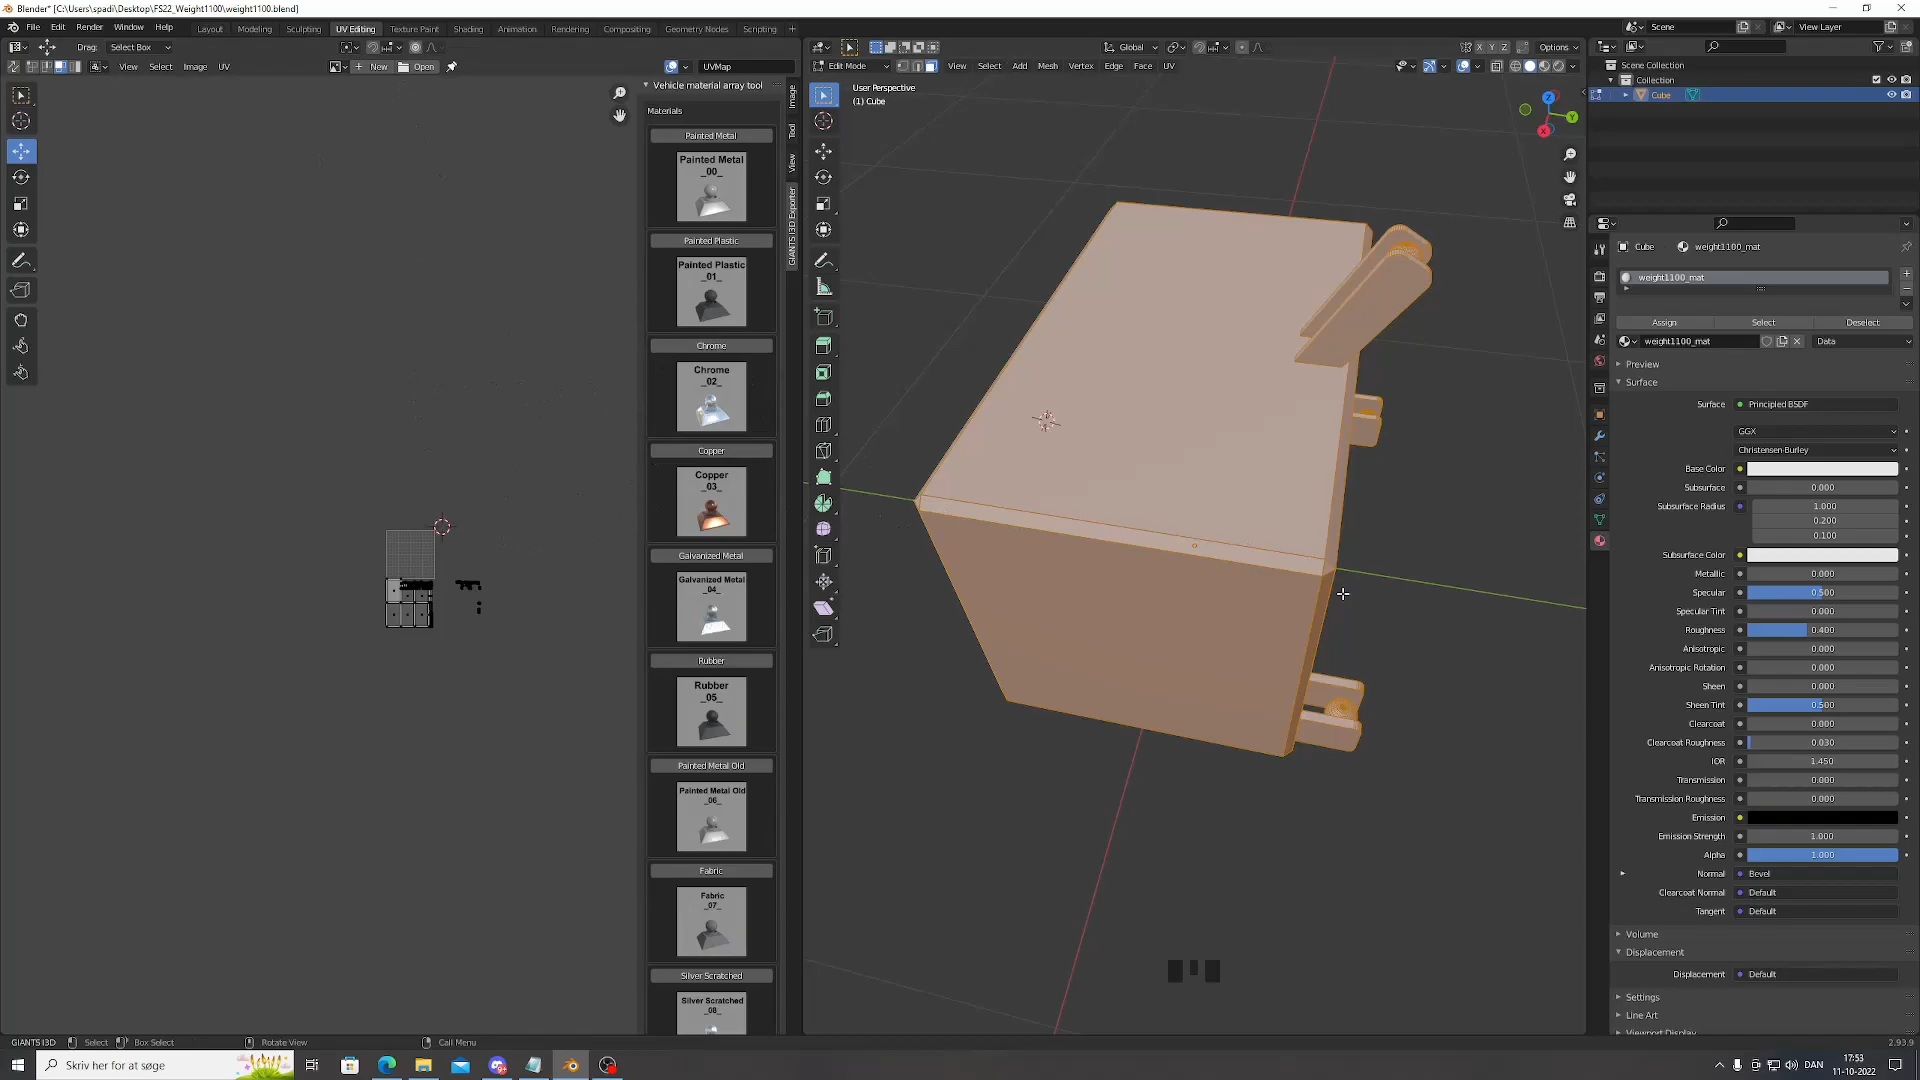 Blender* [C:\Users\spadi\Desktop\FS22_Weight1100\weight1100.blend]
File Edit Render Window Help
Layout Modeling Sculpting UV Editing Texture Paint Shading Animation Rendering Compositing Geometry Nodes Scripting +
Scene View Layer
Drag: Select Box
Global Options
X Y Z
View Select Image UV
New Open UVMap
Edit Mode View Select Add Mesh Vertex Edge Face UV
Scene Collection
Collection
Cube
Vehicle material array tool
Materials
Image
Tool
View
GIANTS I3D Exporter
Painted Metal
Painted Metal
_00_
Painted Plastic
Painted Plastic
_01_
Chrome
Chrome
_02_
Copper
Copper
_03_
Galvanized Metal
Galvanized Metal
_04_
Rubber
Rubber
_05_
Painted Metal Old
Painted Metal Old
_06_
Fabric
Fabric
_07_
Silver Scratched
Silver Scratched
_08_
User Perspective
(1) Cube
Z
Y
X
Cube weight1100_mat
weight1100_mat
Assign Select Deselect
weight1100_mat Data
Preview
Surface
Surface Principled BSDF
GGX
Christensen-Burley
Base Color
Subsurface 0.000
Subsurface Radius 1.000
0.200
0.100
Subsurface Color
Metallic 0.000
Specular 0.500
Specular Tint 0.000
Roughness 0.400
Anisotropic 0.000
Anisotropic Rotation 0.000
Sheen 0.000
Sheen Tint 0.500
Clearcoat 0.000
Clearcoat Roughness 0.030
IOR 1.450
Transmission 0.000
Transmission Roughness 0.000
Emission
Emission Strength 1.000
Alpha 1.000
Normal Bevel
Clearcoat Normal Default
Tangent Default
Volume
Displacement
Displacement Default
Settings
Line Art
Viewport Display
GIANTS I3D Select Box Select Rotate View Call Menu
2.93.9
Skriv her for at søge
DAN
17:53
11-10-2022